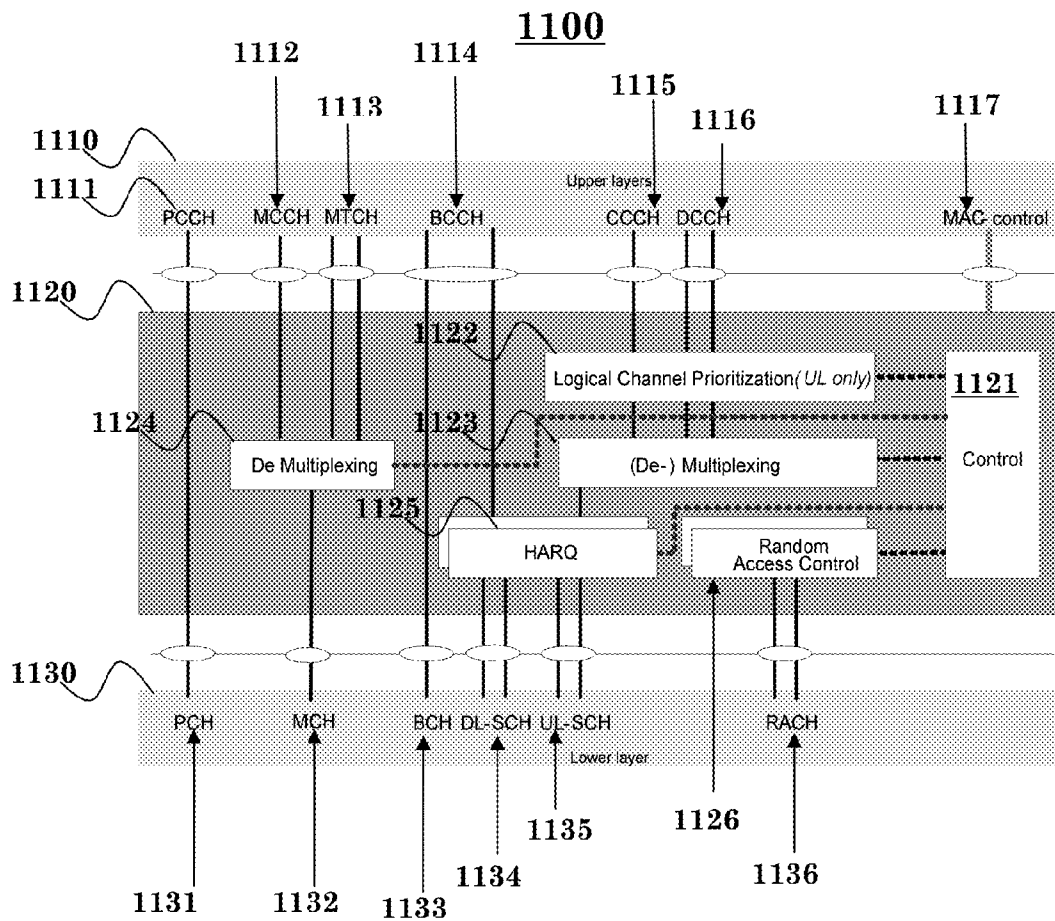 1100
1112
1114
1113
1115
1116
1117
1110
1111
Upper layers
PCCH MCCH MTCH BCCH CCCH DCCH MAC- control
1120
1122
Logical Channel Prioritization(UL only)
1121
1124
1123
De Multiplexing
(De-) Multiplexing
Control
1125
HARQ
Random
Access Control
1130
PCH MCH BCH DL-SCH UL-SCH RACH
Lower layer
1126
1135
1134
1136
1131
1132
1133